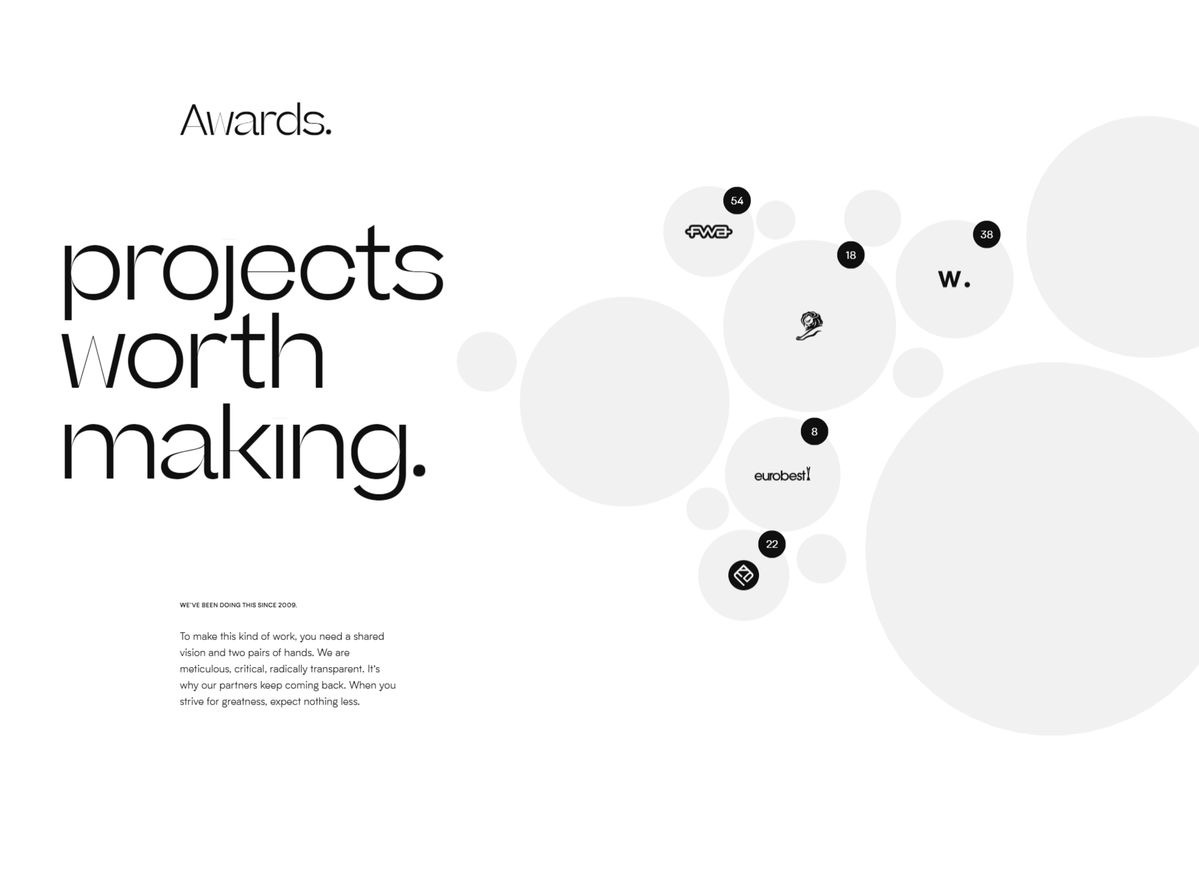 Awards.
projects
worth
making.
WE'VE BEEN DOING THIS SINCE 2009.
To make this kind of work, you need a shared
vision and two pairs of hands. We are
meticulous, critical, radically transparent. It's
why our partners keep coming back. When you
strive for greatness, expect nothing less.
54
FWA
18
38
W.
8
eurobest
22